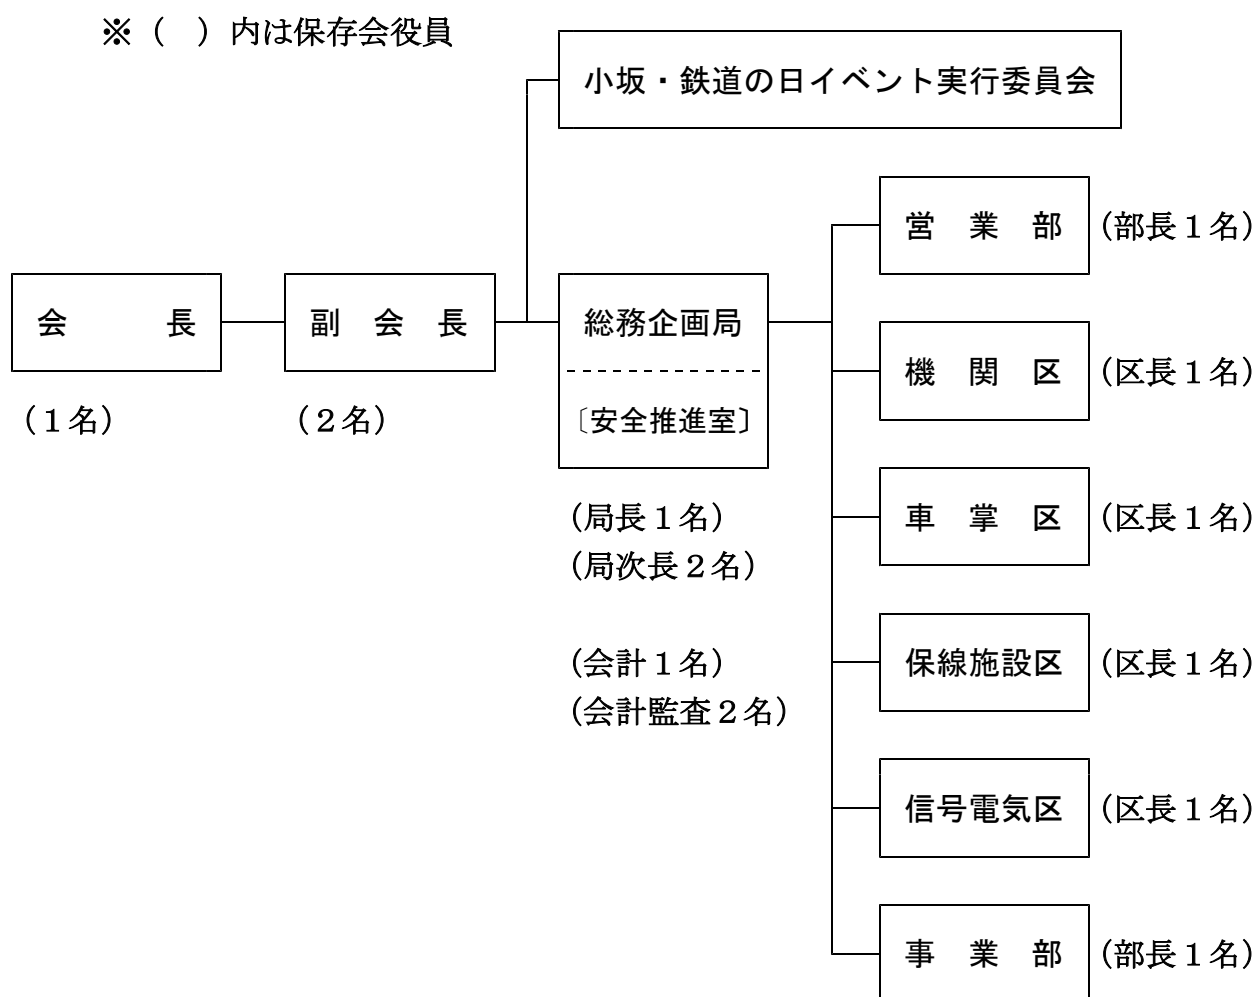 ※（　）内は保存会役員
小坂・鉄道の日イベント実行委員会
会　　　長
（１名）
副　会　長
（２名）
総務企画局
〔安全推進室〕
（局長１名）
（局次長２名）
（会計１名）
（会計監査２名）
営　業　部（部長１名）
機　関　区（区長１名）
車　掌　区（区長１名）
保線施設区（区長１名）
信号電気区（区長１名）
事　業　部（部長１名）